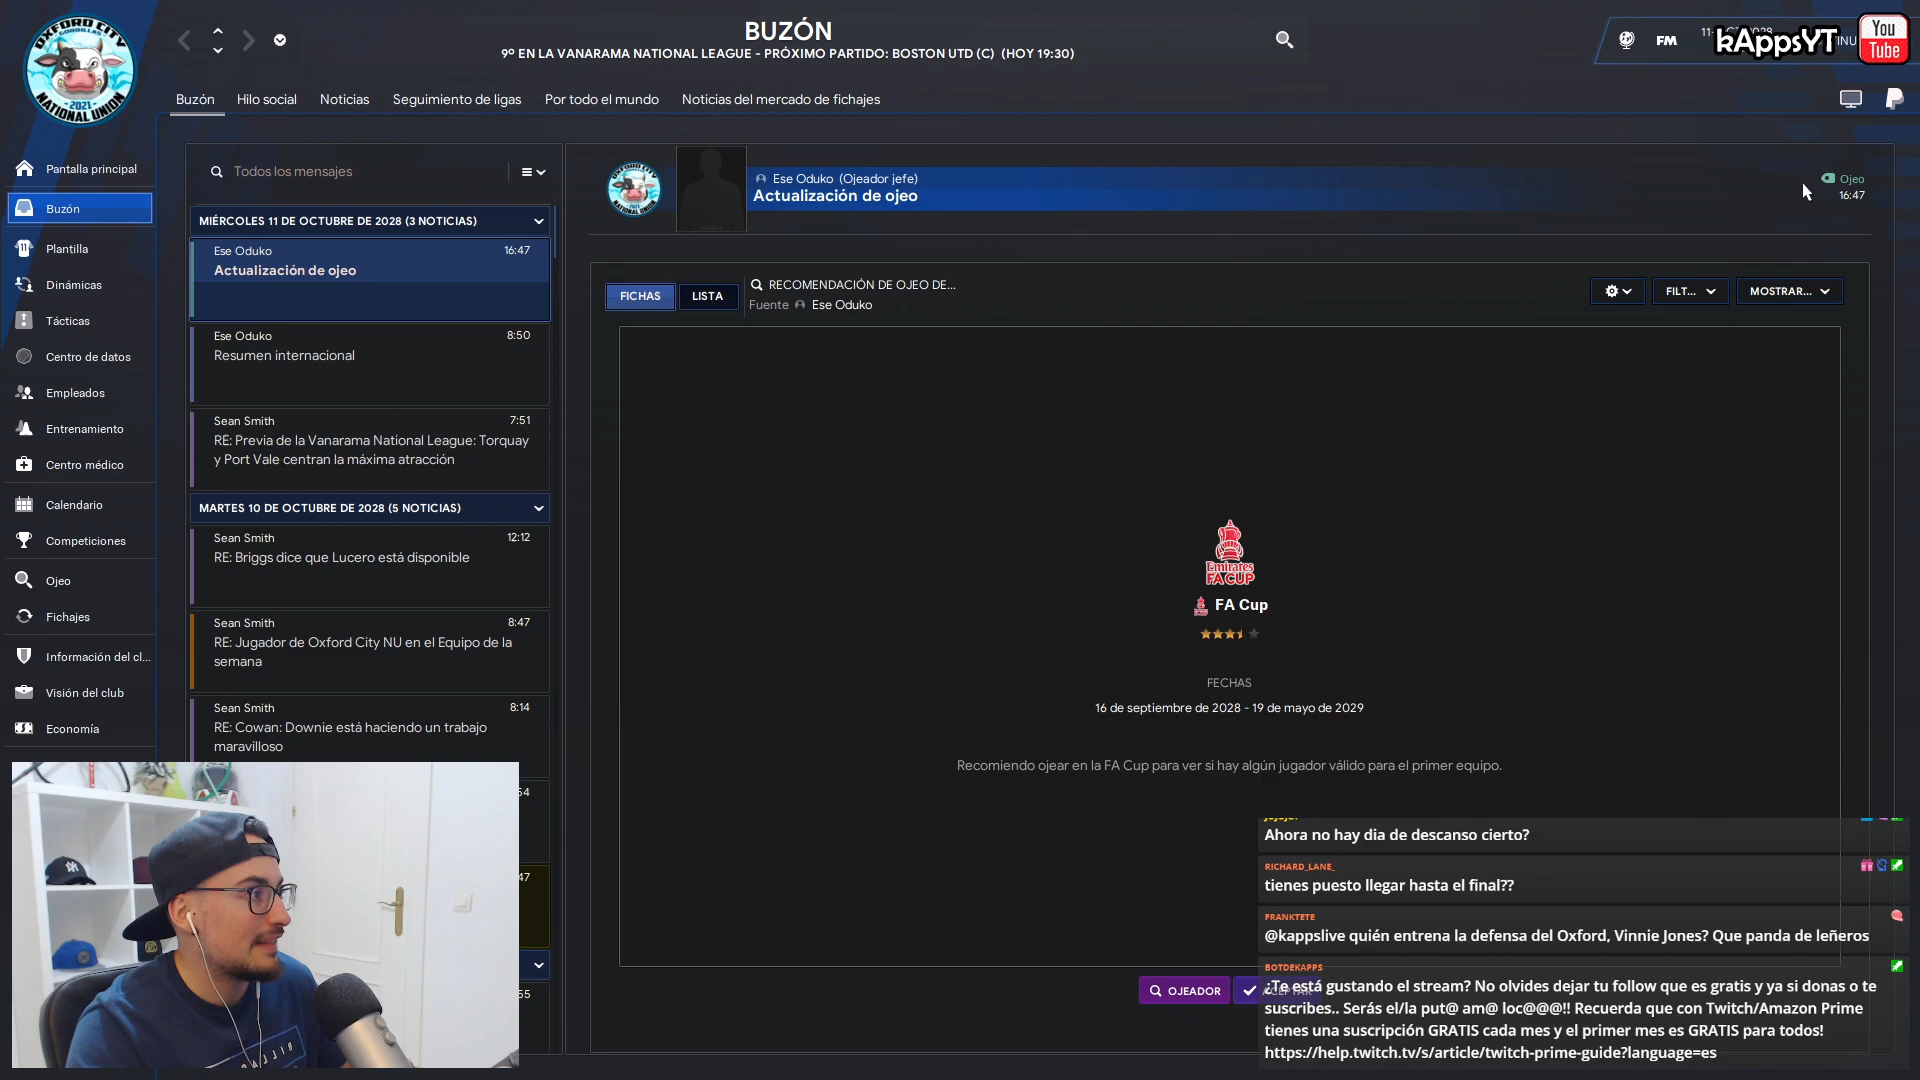 OXFORD CITY
GORRILLAS
- 2021 -
NATIONAL UNION
BUZÓN
9º EN LA VANARAMA NATIONAL LEAGUE - PRÓXIMO PARTIDO: BOSTON UTD (C) (HOY 19:30)
FM
kAppsYT
You
Tube
Buzón
Hilo social
Noticias
Seguimiento de ligas
Por todo el mundo
Noticias del mercado de fichajes
Pantalla principal
Buzón
Plantilla
Dinámicas
Tácticas
Centro de datos
Empleados
Entrenamiento
Centro médico
Calendario
Competiciones
Ojeo
Fichajes
Información del cl...
Visión del club
Economía
Todos los mensajes
MIÉRCOLES 11 DE OCTUBRE DE 2028 (3 NOTICIAS)
Ese Oduko 16:47
Actualización de ojeo
Ese Oduko 8:50
Resumen internacional
Sean Smith 7:51
RE: Previa de la Vanarama National League: Torquay
y Port Vale centran la máxima atracción
MARTES 10 DE OCTUBRE DE 2028 (5 NOTICIAS)
Sean Smith 12:12
RE: Briggs dice que Lucero está disponible
Sean Smith 8:47
RE: Jugador de Oxford City NU en el Equipo de la
semana
Sean Smith 8:14
RE: Cowan: Downie está haciendo un trabajo
maravilloso
54
47
55
Ese Oduko (Ojeador jefe)
Actualización de ojeo
Ojeo
16:47
FICHAS
LISTA
RECOMENDACIÓN DE OJEO DE...
Fuente Ese Oduko
FILT...
MOSTRAR...
Emirates
FA CUP
FA Cup
FECHAS
16 de septiembre de 2028 - 19 de mayo de 2029
Recomiendo ojear en la FA Cup para ver si hay algún jugador válido para el primer equipo.
OJEADOR
Ahora no hay dia de descanso cierto?
RICHARD_LANE_
tienes puesto llegar hasta el final??
FRANKTETE
@kappslive quién entrena la defensa del Oxford, Vinnie Jones? Que panda de leñeros
BOTDEKAPPS
¿Te está gustando el stream? No olvides dejar tu follow que es gratis y ya si donas o te
suscribes.. Serás el/la put@ am@ loc@@@!! Recuerda que con Twitch/Amazon Prime
tienes una suscripción GRATIS cada mes y el primer mes es GRATIS para todos!
https://help.twitch.tv/s/article/twitch-prime-guide?language=es